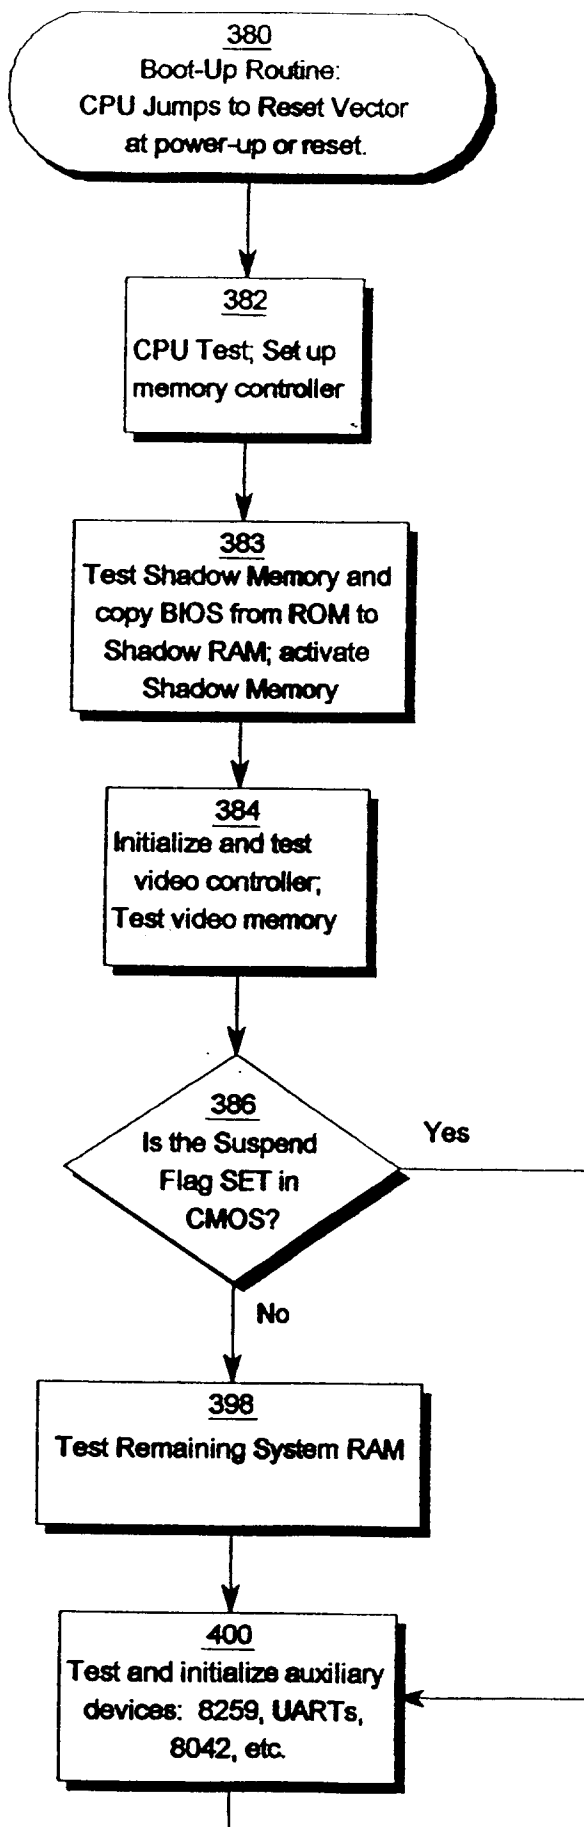 380
Boot-Up Routine:
CPU Jumps to Reset Vector
at power-up or reset.
382
CPU Test; Set up
memory controller
383
Test Shadow Memory and
copy BIOS from ROM to
Shadow RAM; activate
Shadow Memory
384
Initialize and test
video controller;
Test video memory
386
Is the Suspend
Flag SET in
CMOS?
Yes
No
398
Test Remaining System RAM
400
Test and initialize auxiliary
devices: 8259, UARTs,
8042, etc.